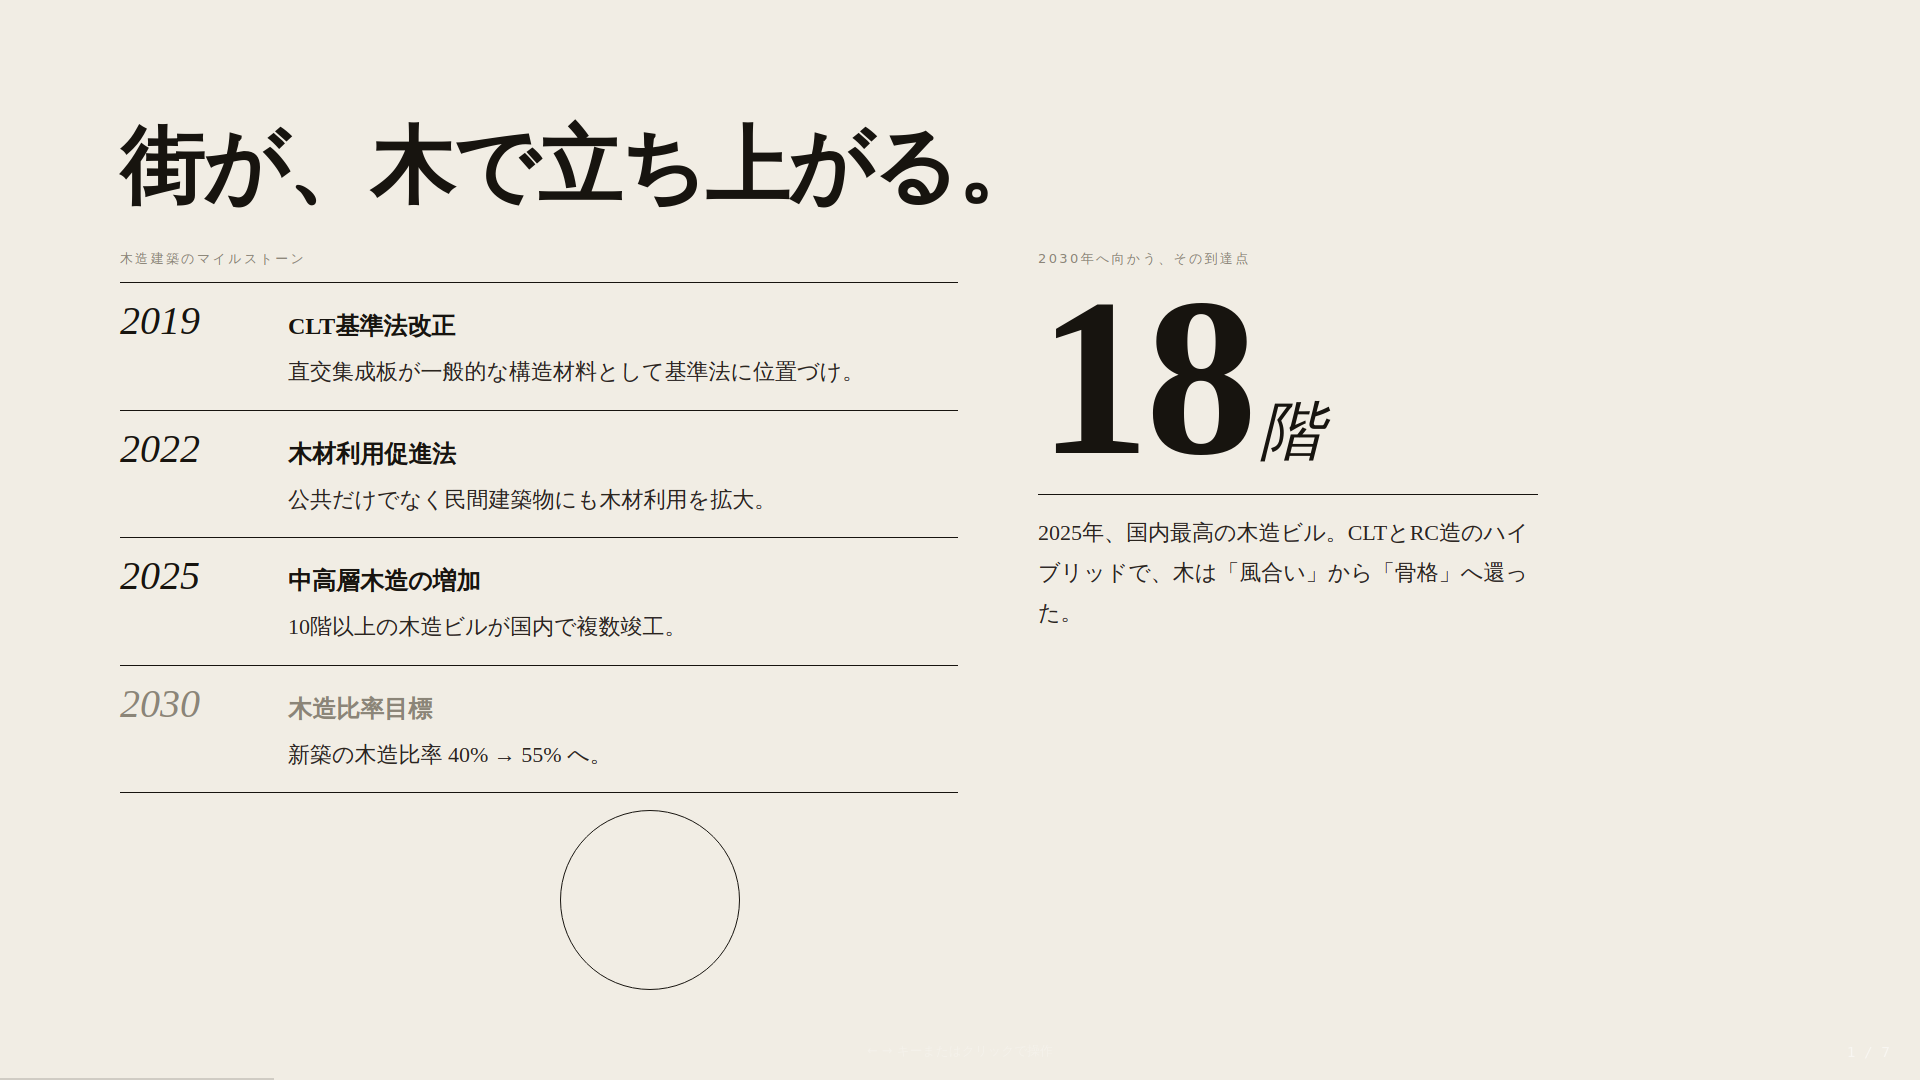 街が、木で立ち上がる。
木造建築のマイルストーン
2019
CLT基準法改正
直交集成板が一般的な構造材料として基準法に位置づけ。
2022
木材利用促進法
公共だけでなく民間建築物にも木材利用を拡大。
2025
中高層木造の増加
10階以上の木造ビルが国内で複数竣工。
2030
木造比率目標
新築の木造比率 40% → 55% へ。
2030年へ向かう、その到達点
18階
2025年、国内最高の木造ビル。CLTとRC造のハイ
ブリッドで、木は「風合い」から「骨格」へ還っ
た。
1 / 7